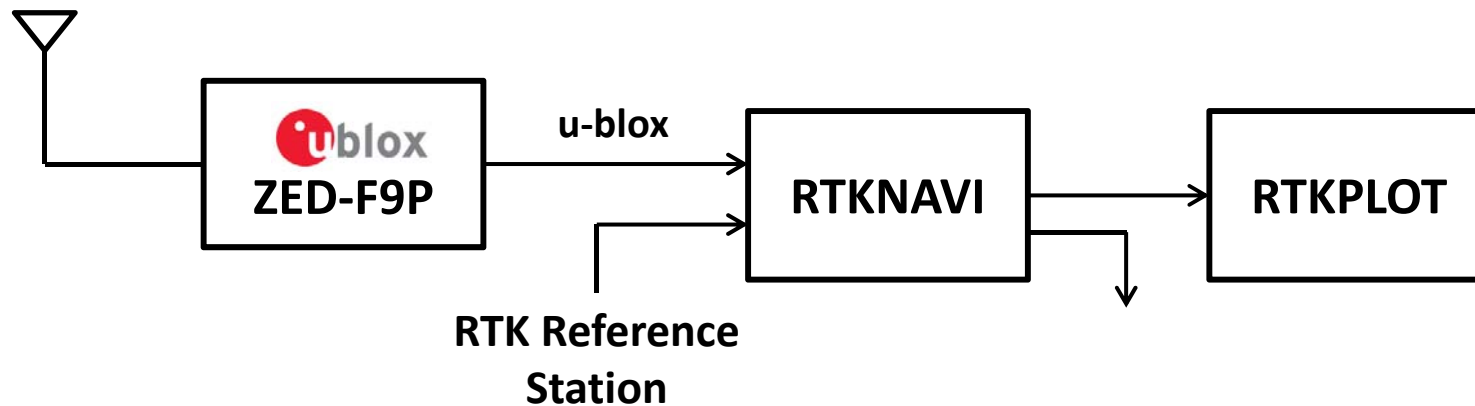 ublox
ZED-F9P
u-blox
RTKNAVI
RTKPLOT
RTK Reference
Station